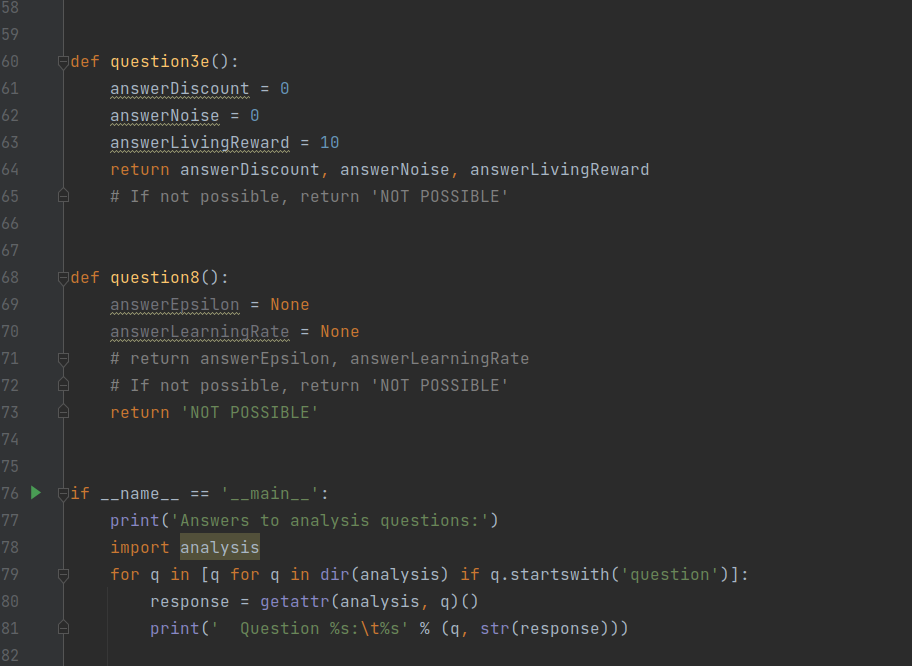 58
59
60 def question3e():
61     answerDiscount = 0
62     answerNoise = 0
63     answerLivingReward = 10
64     return answerDiscount, answerNoise, answerLivingReward
65     # If not possible, return 'NOT POSSIBLE'
66
67
68 def question8():
69     answerEpsilon = None
70     answerLearningRate = None
71     # return answerEpsilon, answerLearningRate
72     # If not possible, return 'NOT POSSIBLE'
73     return 'NOT POSSIBLE'
74
75
76 if __name__ == '__main__':
77     print('Answers to analysis questions:')
78     import analysis
79     for q in [q for q in dir(analysis) if q.startswith('question')]:
80         response = getattr(analysis, q)()
81         print('  Question %s:\t%s' % (q, str(response)))
82